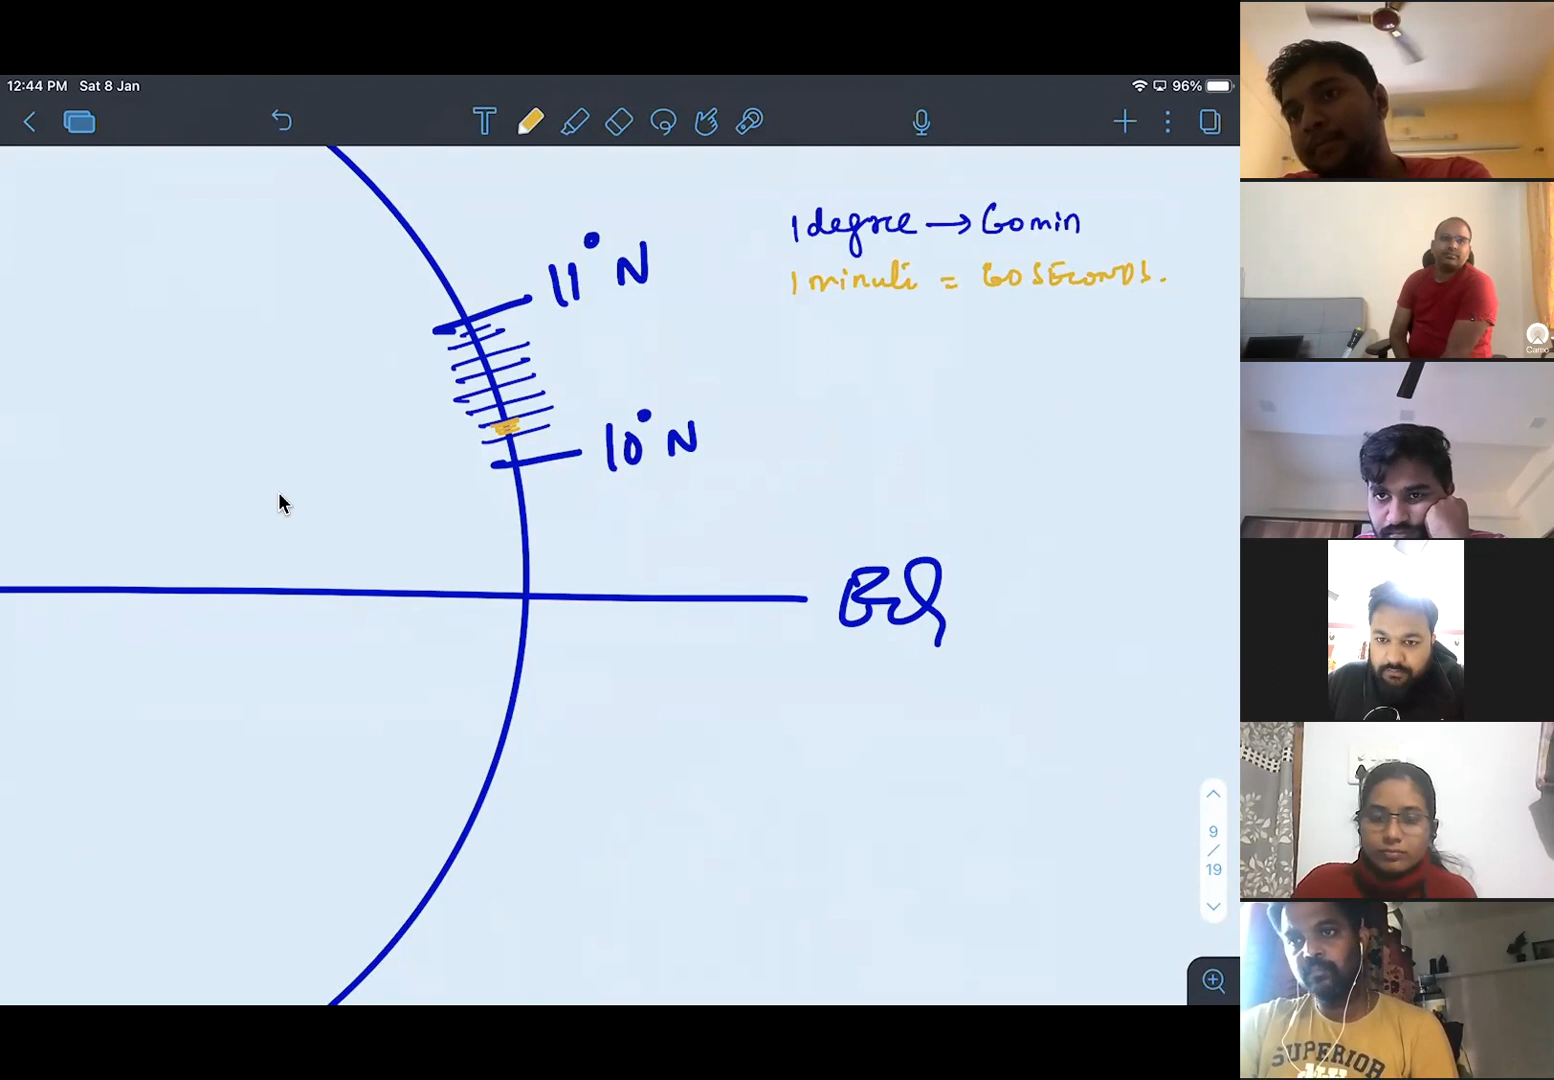 12:44 PM Sat 8 Jan
96%
T
1 degree → 60 min
1 minute = 60 SECONDS.
11° N
10° N
EQ
9
/
19
Camo
SUPERIOR